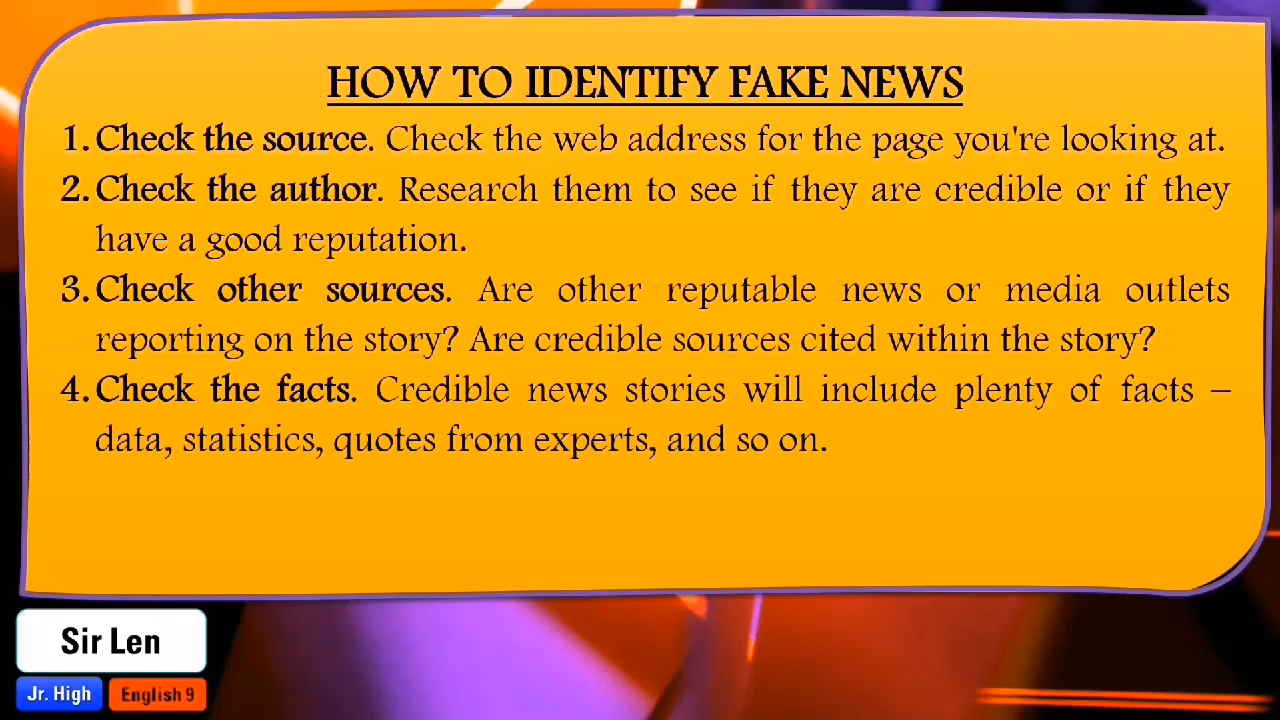 HOW TO IDENTIFY FAKE NEWS
1. Check the source. Check the web address for the page you're looking at.
2. Check the author. Research them to see if they are credible or if they
have a good reputation.
3. Check other sources. Are other reputable news or media outlets
reporting on the story? Are credible sources cited within the story?
4. Check the facts. Credible news stories will include plenty of facts –
data, statistics, quotes from experts, and so on.
Sir Len
Jr. High English 9